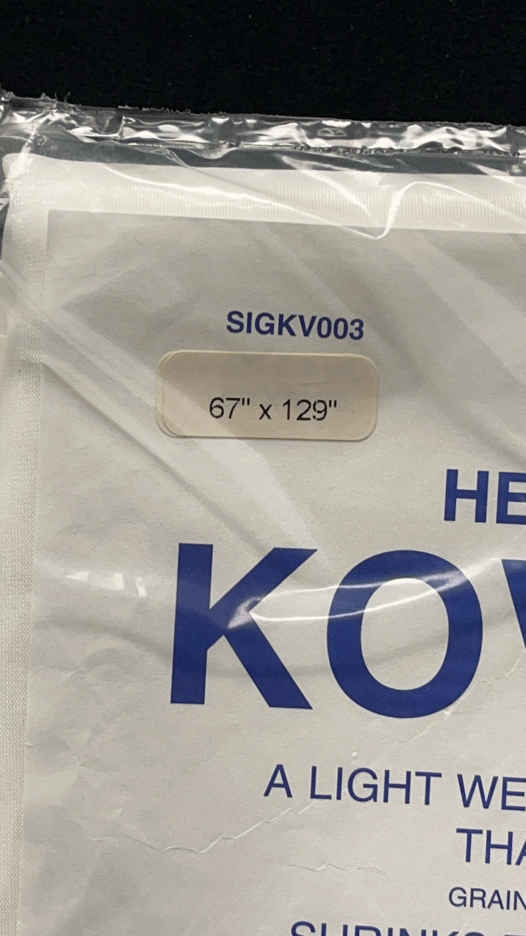 SIGKV003
67" x 129"
HE
KO
A LIGHT WE
THA
GRAIN